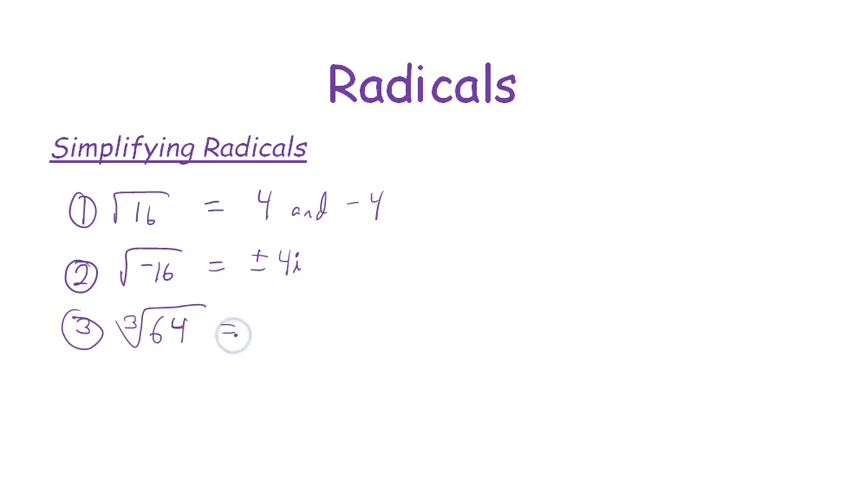 Radicals
Simplifying Radicals
① √16 = 4 and -4
② √-16 = ±4i
③ ∛64 =